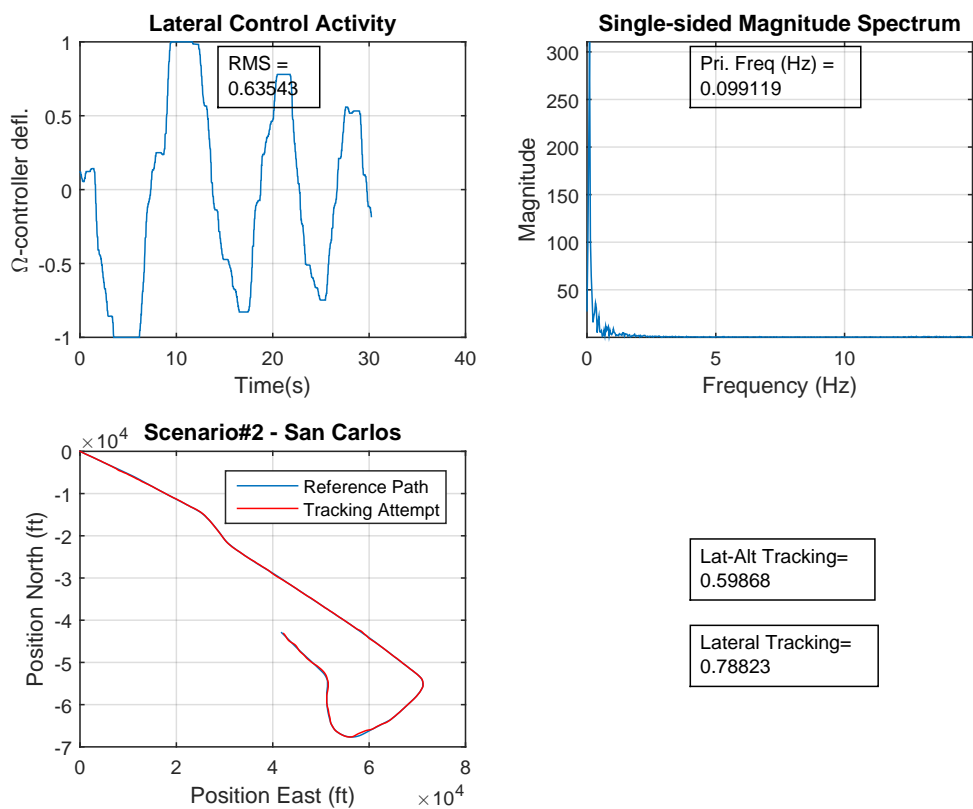 Lateral Control Activity
1
0.5
0
-0.5
-1
0
10
20
30
40
Ω-controller defl.
Time(s)
RMS =
0.63543
Single-sided Magnitude Spectrum
300
250
200
150
100
50
0
5
10
Magnitude
Frequency (Hz)
Pri. Freq (Hz) =
0.099119
Scenario#2 - San Carlos
×10⁴
0
-1
-2
-3
-4
-5
-6
-7
0
2
4
6
8
Position North (ft)
Position East (ft)
×10⁴
Reference Path
Tracking Attempt
Lat-Alt Tracking=
0.59868
Lateral Tracking=
0.78823